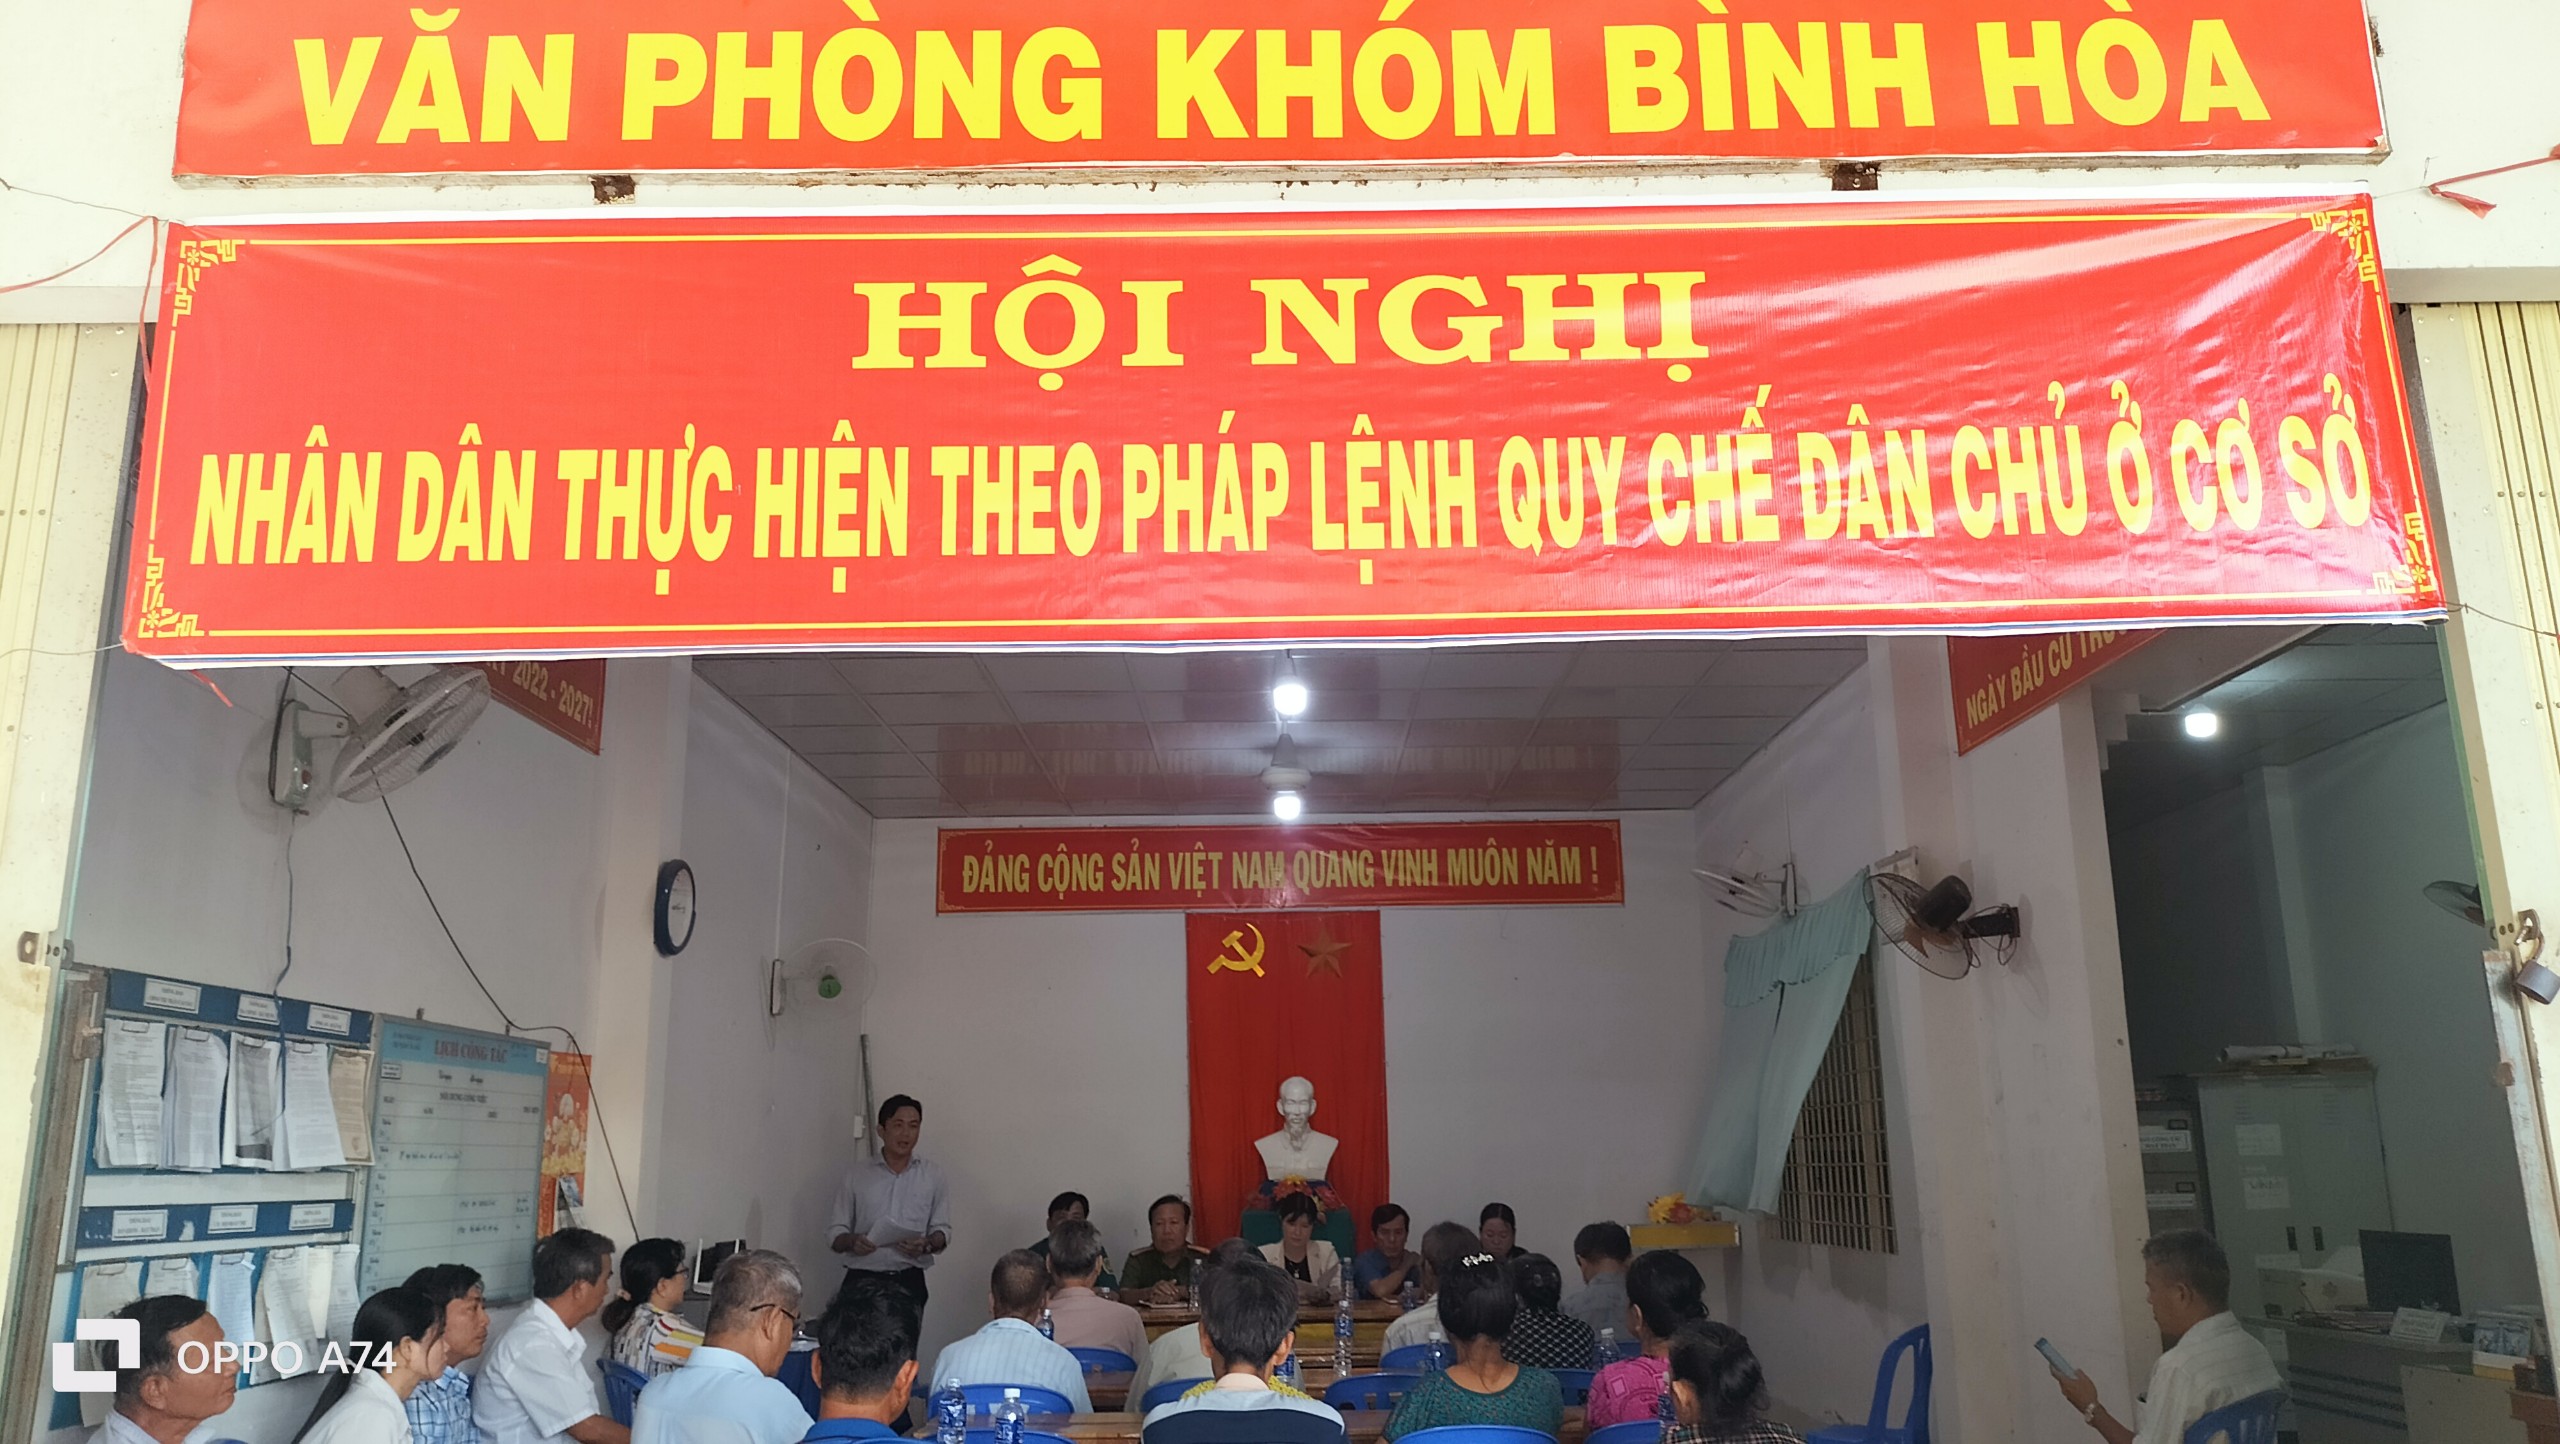 VĂN PHÒNG KHÓM BÌNH HÒA
HỘI NGHỊ
NHÂN DÂN THỰC HIỆN THEO PHÁP LỆNH QUY CHẾ DÂN CHỦ Ở CƠ SỞ
2022 - 2027!
NGÀY BẦU CỬ
ĐẢNG CỘNG SẢN VIỆT NAM QUANG VINH MUÔN NĂM !
LỊCH CÔNG TÁC
OPPO A74